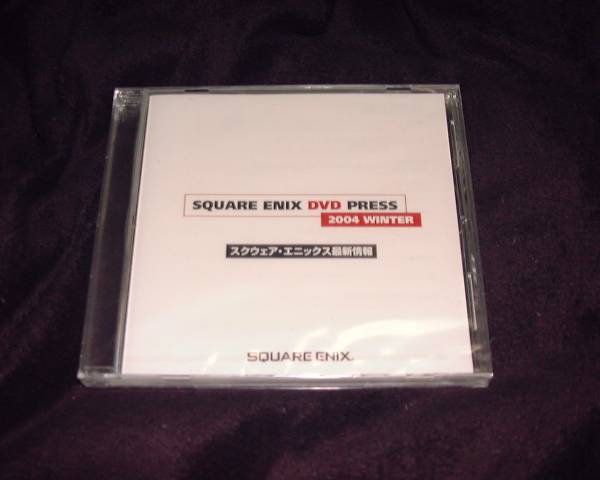 SQUARE ENIX DVD PRESS
2004 WINTER
スクウェア・エニックス最新情報
SQUARE ENIX.